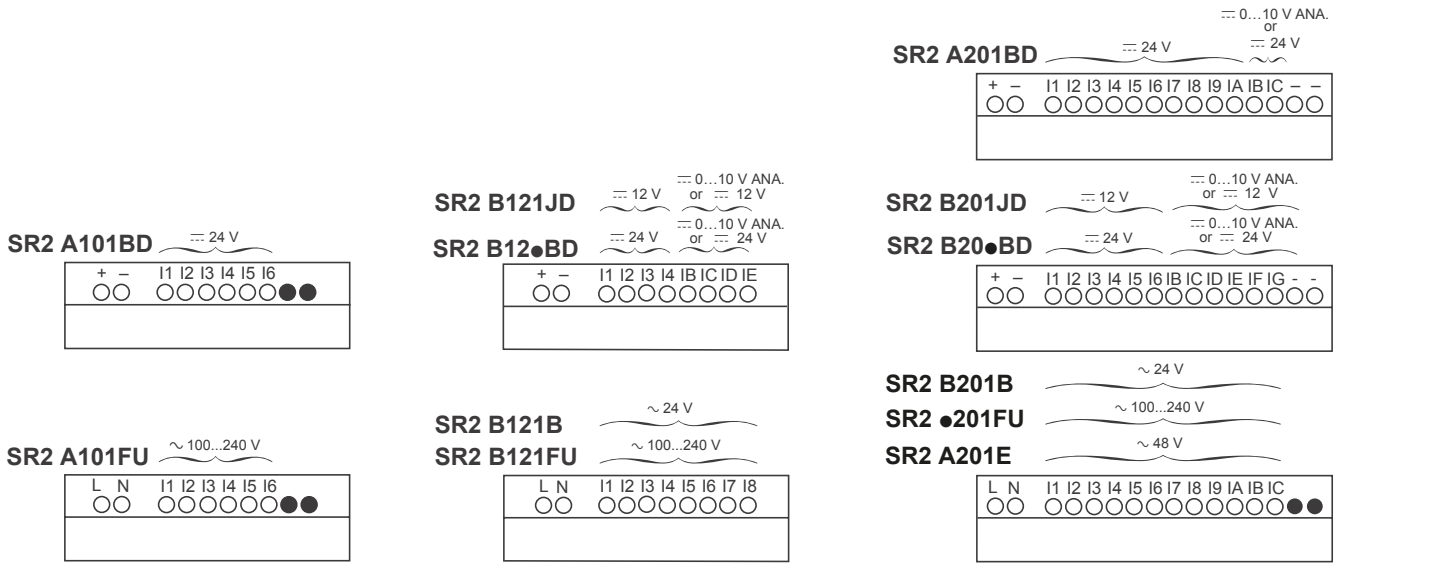 ⎓ 0…10 V ANA.
or
SR2 A201BD ⎓ 24 V ⎓ 24 V
+ – I1 I2 I3 I4 I5 I6 I7 I8 I9 IA IB IC – –
SR2 A101BD ⎓ 24 V
+ – I1 I2 I3 I4 I5 I6
SR2 B121JD ⎓ 12 V ⎓ 0…10 V ANA.
or ⎓ 12 V
SR2 B12●BD ⎓ 24 V ⎓ 0…10 V ANA.
or ⎓ 24 V
+ – I1 I2 I3 I4 IB IC ID IE
SR2 B201JD ⎓ 12 V ⎓ 0…10 V ANA.
or ⎓ 12 V
SR2 B20●BD ⎓ 24 V ⎓ 0…10 V ANA.
or ⎓ 24 V
+ – I1 I2 I3 I4 I5 I6 IB IC ID IE IF IG - -
SR2 A101FU ~ 100...240 V
L N I1 I2 I3 I4 I5 I6
SR2 B121B ~ 24 V
SR2 B121FU ~ 100...240 V
L N I1 I2 I3 I4 I5 I6 I7 I8
SR2 B201B ~ 24 V
SR2 ●201FU ~ 100...240 V
SR2 A201E ~ 48 V
L N I1 I2 I3 I4 I5 I6 I7 I8 I9 IA IB IC